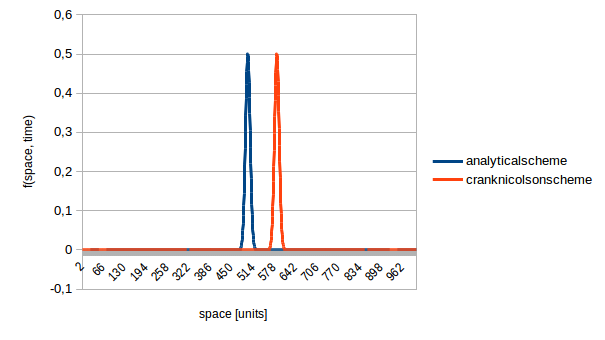 0,6
0,5
0,4
0,3
0,2
0,1
0
-0,1
f(space, time)
2 66 130 194 258 322 386 450 514 578 642 706 770 834 898 962
space [units]
analyticalscheme
cranknicolsonscheme